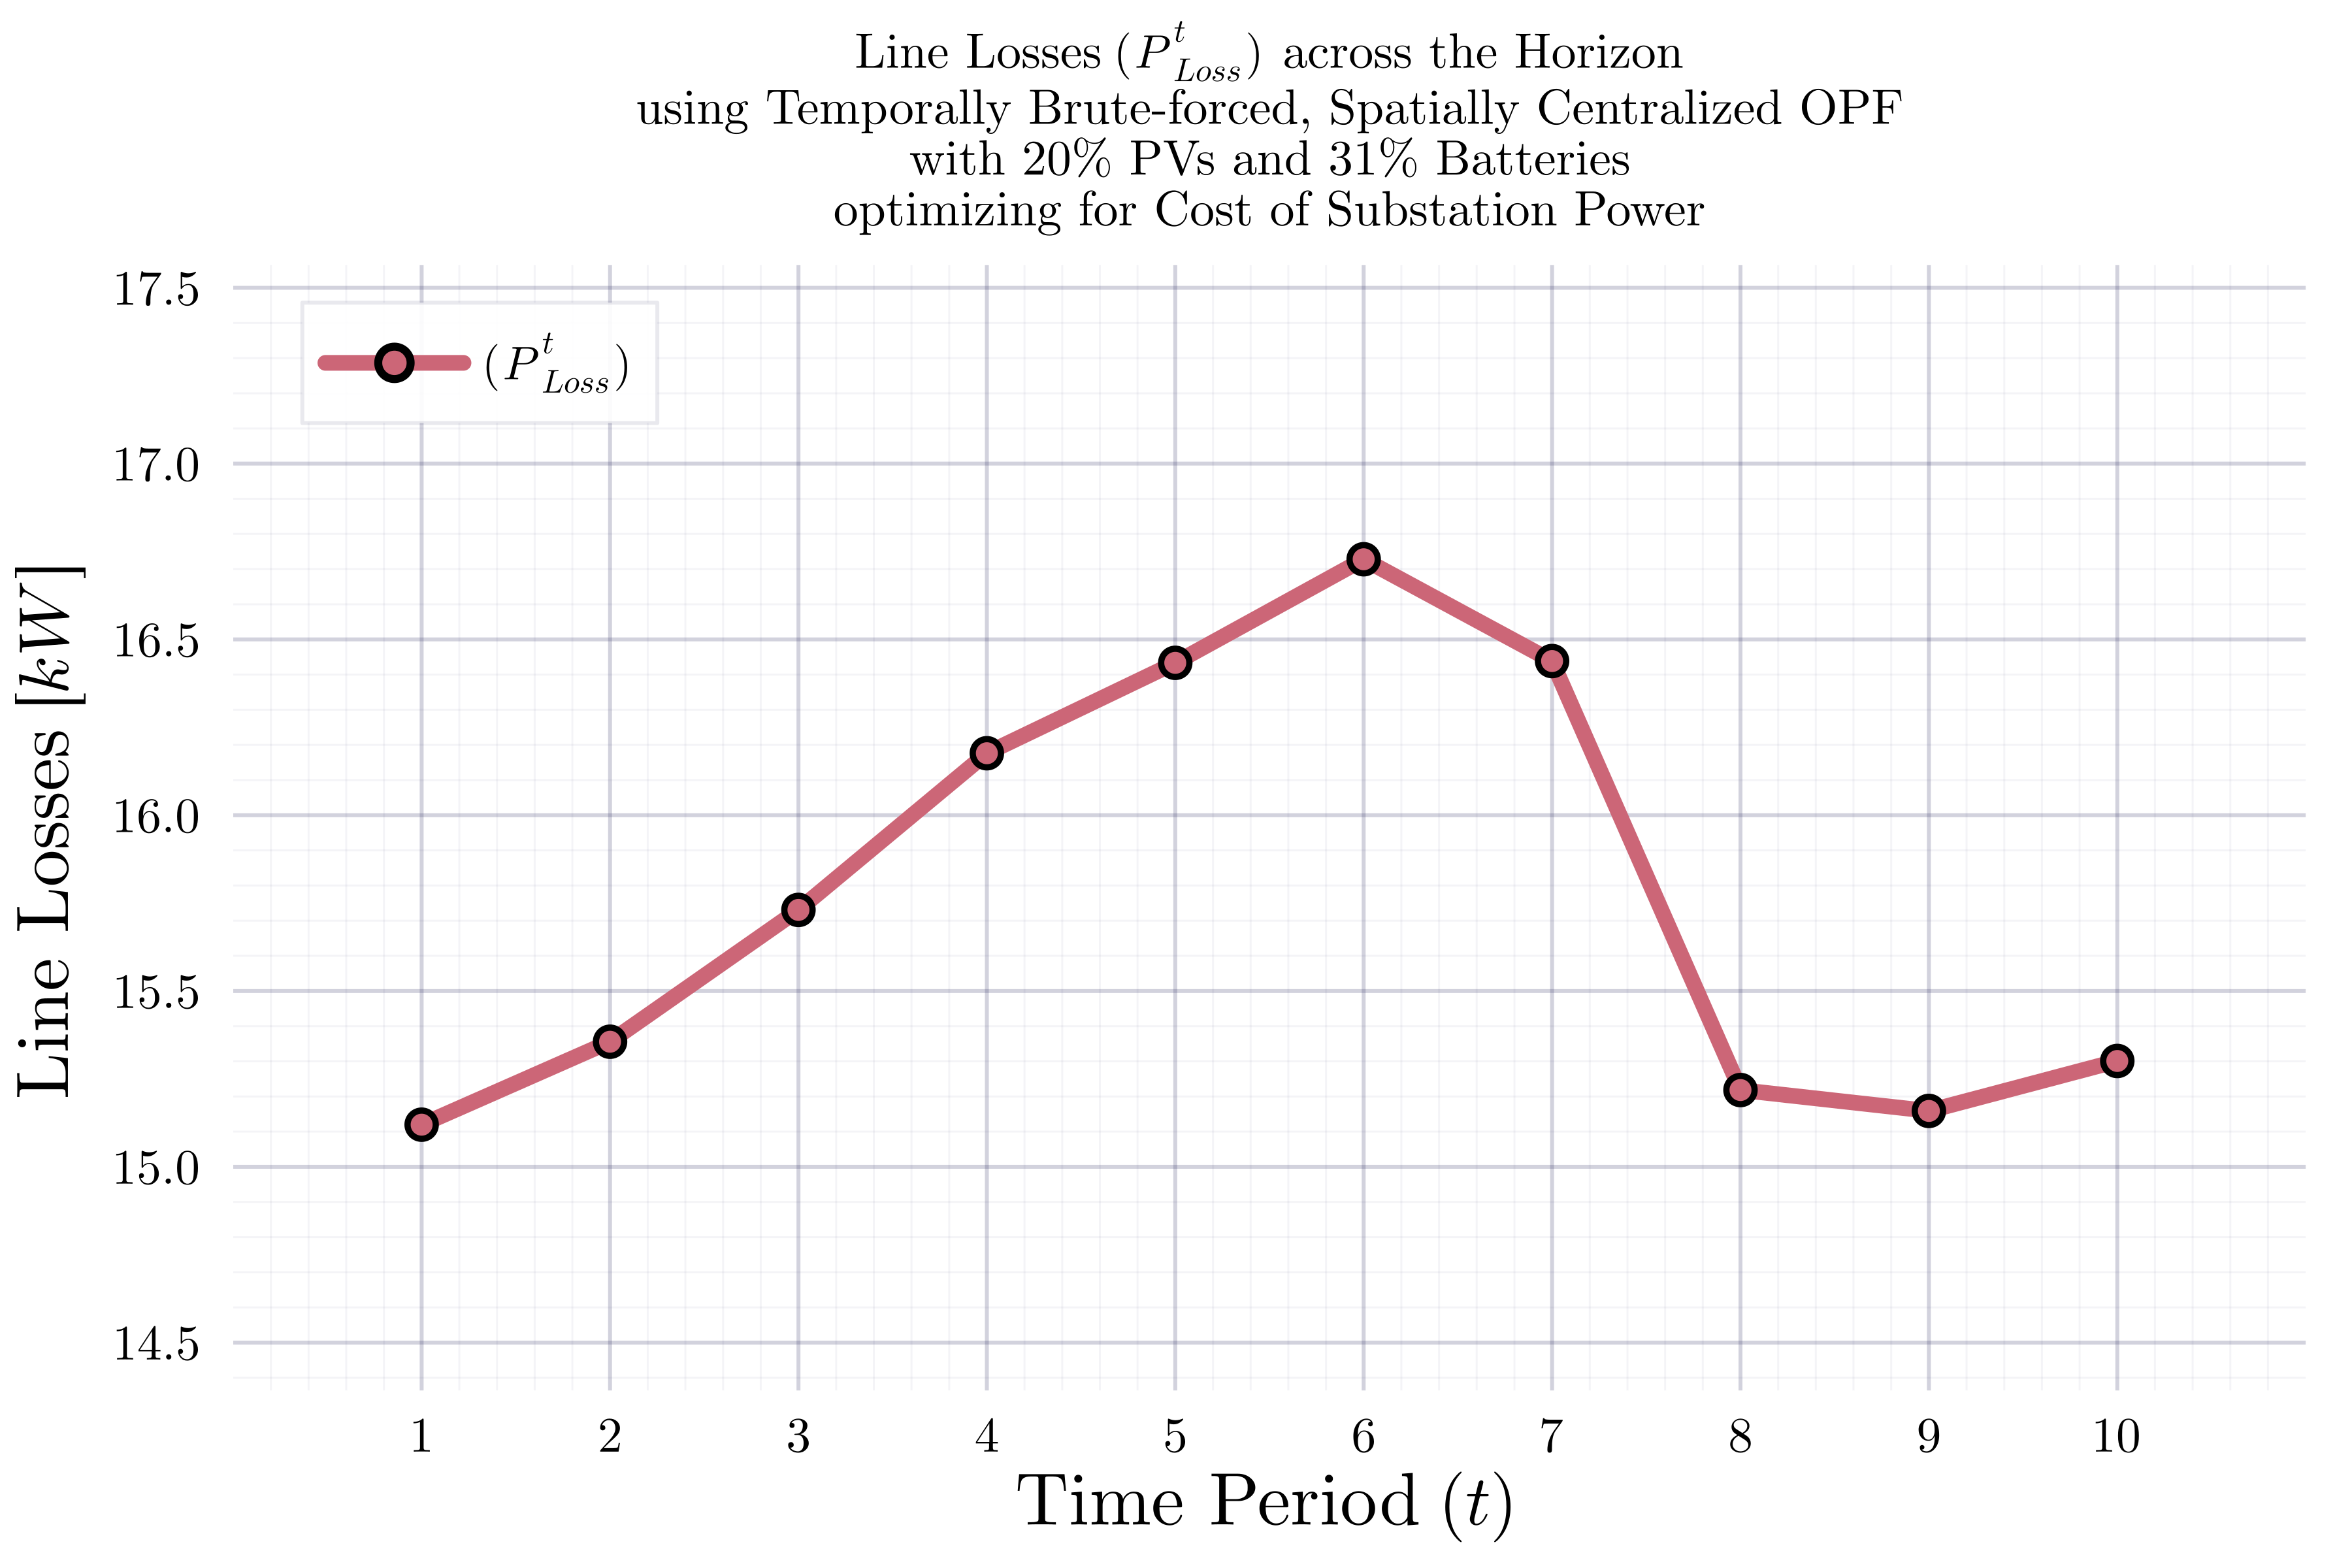 Line Losses (P^t_Loss) across the Horizon
using Temporally Brute-forced, Spatially Centralized OPF
with 20% PVs and 31% Batteries
optimizing for Cost of Substation Power
17.5
(P^t_Loss)
17.0
16.5
16.0
15.5
15.0
14.5
Line Losses [kW]
1 2 3 4 5 6 7 8 9 10
Time Period (t)